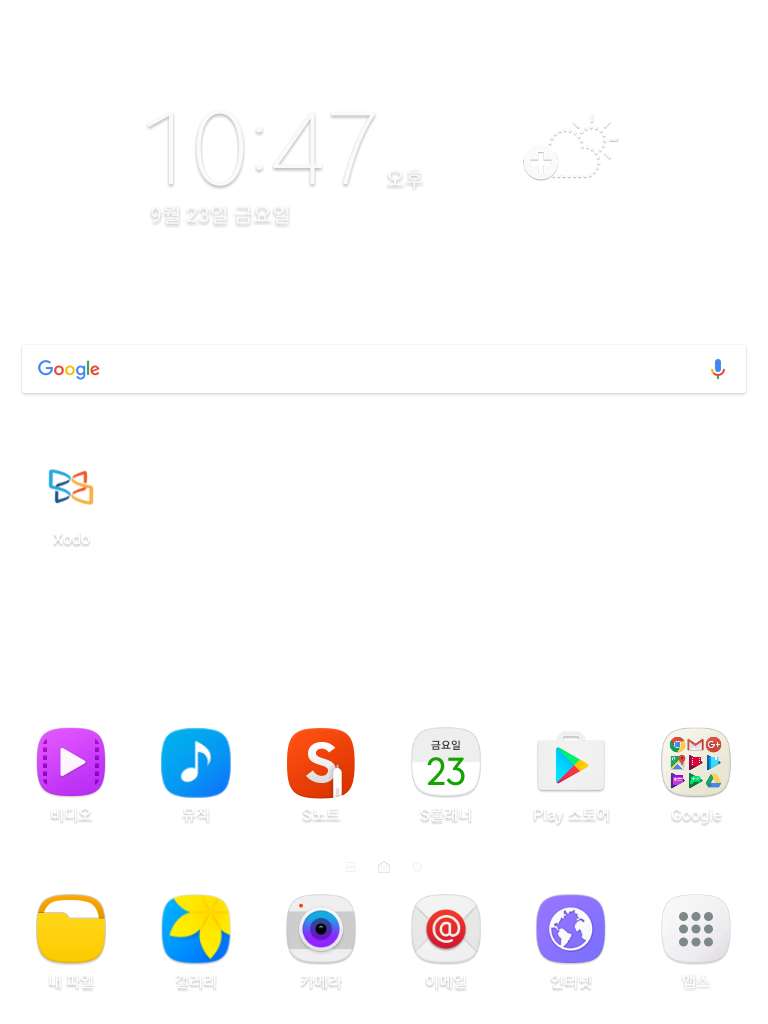 10:47 오후
9월 23일 금요일
Google
Xodo
금요일
23
비디오
뮤직
S노트
S플래너
Play 스토어
Google
내 파일
갤러리
카메라
이메일
인터넷
앱스